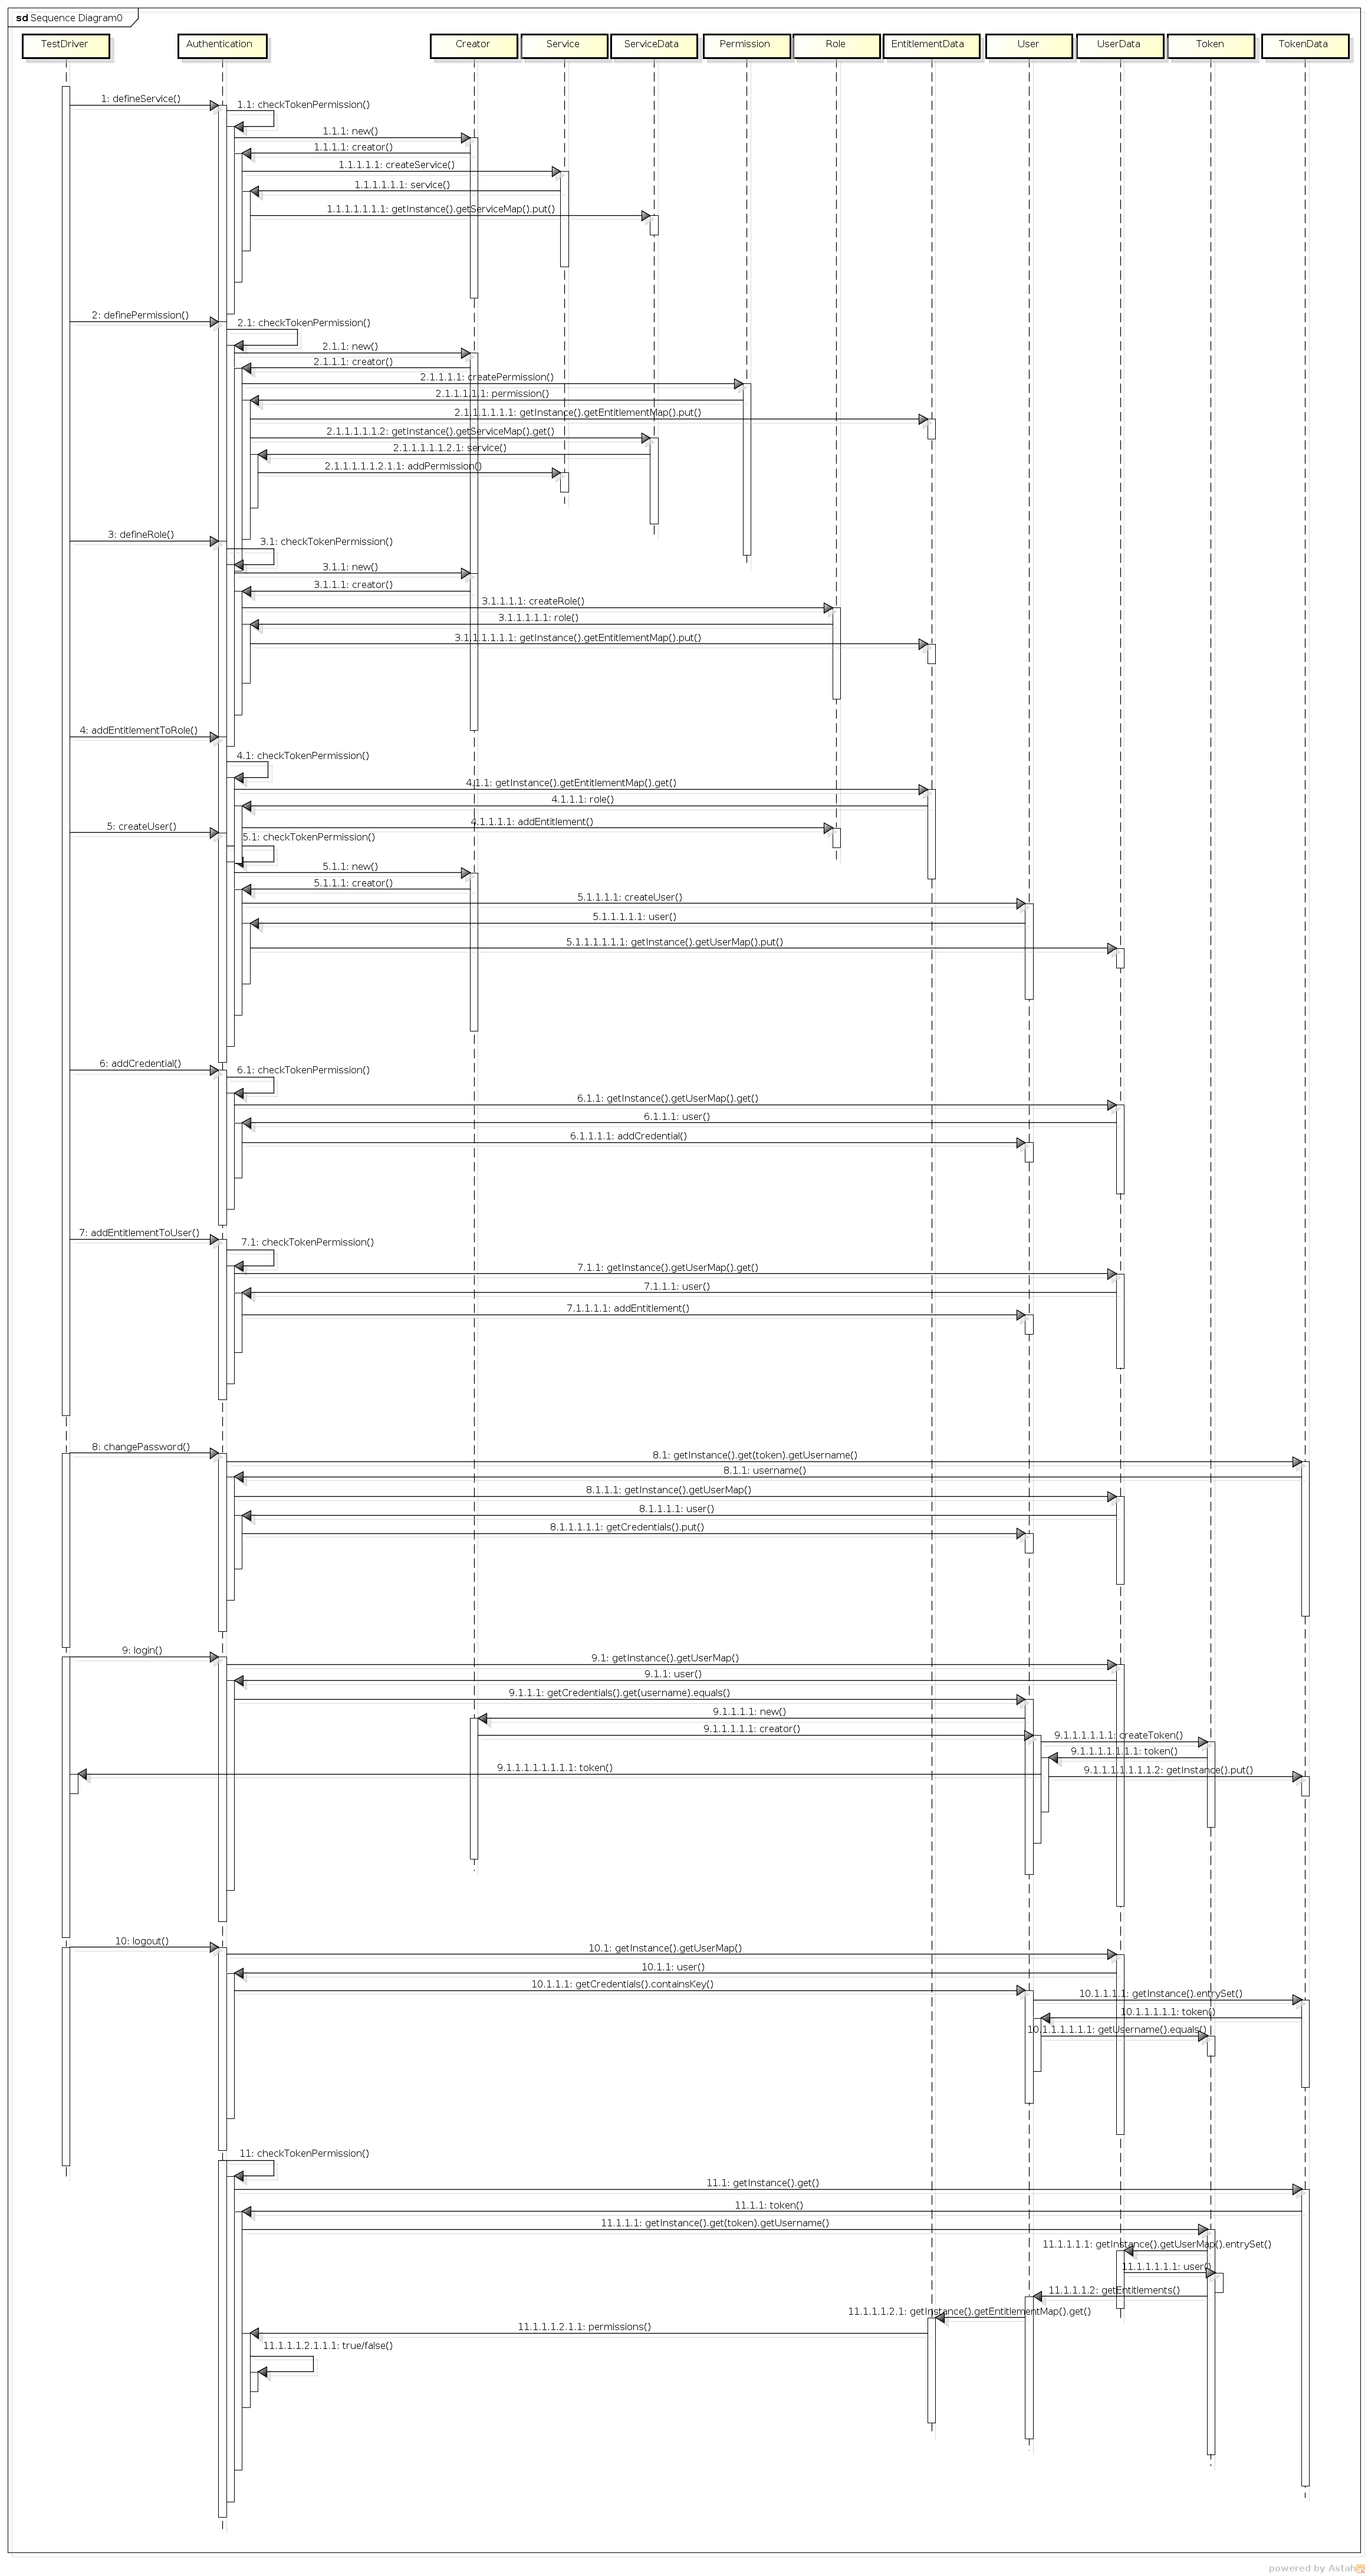 sd Sequence Diagram0
TestDriver
Authentication
Creator
Service
ServiceData
Permission
Role
EntitlementData
User
UserData
Token
TokenData
1: defineService()
1.1: checkTokenPermission()
1.1.1: new()
1.1.1.1: creator()
1.1.1.1.1: createService()
1.1.1.1.1.1: service()
1.1.1.1.1.1.1: getInstance().getServiceMap().put()
2: definePermission()
2.1: checkTokenPermission()
2.1.1: new()
2.1.1.1: creator()
2.1.1.1.1: createPermission()
2.1.1.1.1.1: permission()
2.1.1.1.1.1.1: getInstance().getEntitlementMap().put()
2.1.1.1.1.1.2: getInstance().getServiceMap().get()
2.1.1.1.1.1.2.1: service()
2.1.1.1.1.1.2.1.1: addPermission()
3: defineRole()
3.1: checkTokenPermission()
3.1.1: new()
3.1.1.1: creator()
3.1.1.1.1: createRole()
3.1.1.1.1.1: role()
3.1.1.1.1.1.1: getInstance().getEntitlementMap().put()
4: addEntitlementToRole()
4.1: checkTokenPermission()
4.1.1: getInstance().getEntitlementMap().get()
4.1.1.1: role()
4.1.1.1.1: addEntitlement()
5: createUser()
5.1: checkTokenPermission()
5.1.1: new()
5.1.1.1: creator()
5.1.1.1.1: createUser()
5.1.1.1.1.1: user()
5.1.1.1.1.1.1: getInstance().getUserMap().put()
6: addCredential()
6.1: checkTokenPermission()
6.1.1: getInstance().getUserMap().get()
6.1.1.1: user()
6.1.1.1.1: addCredential()
7: addEntitlementToUser()
7.1: checkTokenPermission()
7.1.1: getInstance().getUserMap().get()
7.1.1.1: user()
7.1.1.1.1: addEntitlement()
8: changePassword()
8.1: getInstance().get(token).getUsername()
8.1.1: username()
8.1.1.1: getInstance().getUserMap()
8.1.1.1.1: user()
8.1.1.1.1.1: getCredentials().put()
9: login()
9.1: getInstance().getUserMap()
9.1.1: user()
9.1.1.1: getCredentials().get(username).equals()
9.1.1.1.1: new()
9.1.1.1.1.1: creator()
9.1.1.1.1.1.1: createToken()
9.1.1.1.1.1.1.1: token()
9.1.1.1.1.1.1.1.1: token()
9.1.1.1.1.1.1.1.2: getInstance().put()
10: logout()
10.1: getInstance().getUserMap()
10.1.1: user()
10.1.1.1: getCredentials().containsKey()
10.1.1.1.1: getInstance().entrySet()
10.1.1.1.1.1: token()
10.1.1.1.1.1.1: getUsername().equals()
11: checkTokenPermission()
11.1: getInstance().get()
11.1.1: token()
11.1.1.1: getInstance().get(token).getUsername()
11.1.1.1.1: getInstance().getUserMap().entrySet()
11.1.1.1.1.1: user()
11.1.1.1.2: getEntitlements()
11.1.1.1.2.1: getInstance().getEntitlementMap().get()
11.1.1.1.2.1.1: permissions()
11.1.1.1.2.1.1.1: true/false()
powered by Astah